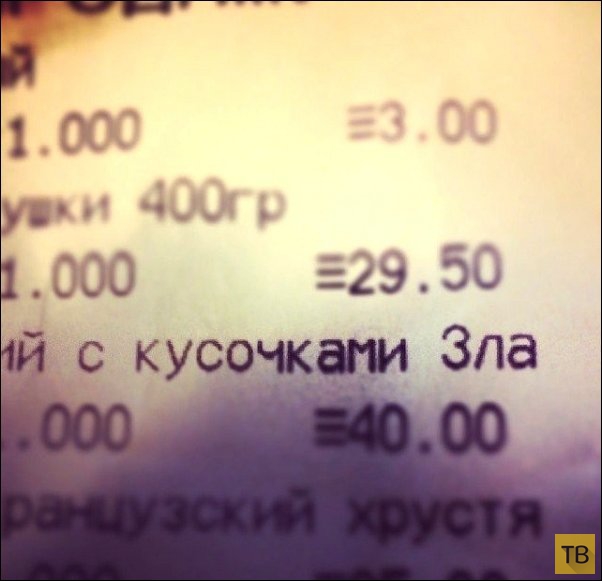 й
1.000 ≡3.00
ушки 400гр
1.000 ≡29.50
ий с кусочками Зла
.000 ≡40.00
ранцузский хрустя
ТВ